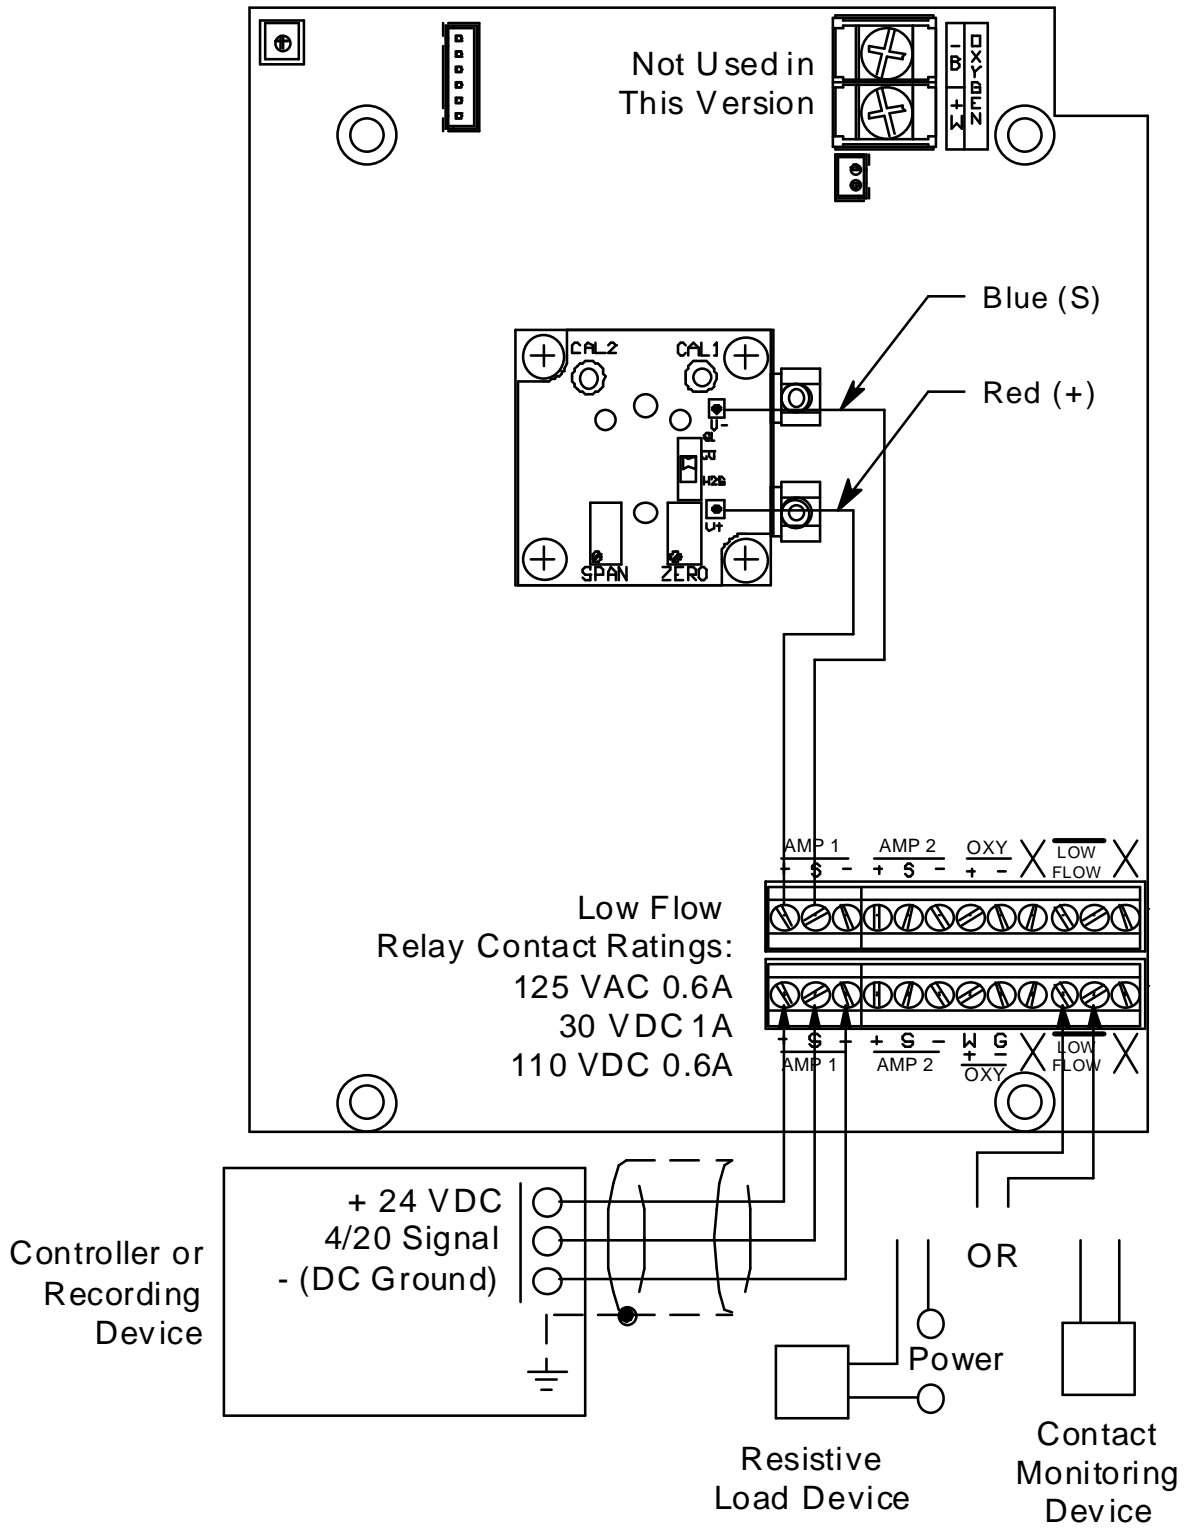 Not Used in
This Version
-B
+W
OXYGEN
Blue (S)
Red (+)
CAL2
CAL1
V-
H2S
V+
SPAN
ZERO
AMP 1
AMP 2
OXY
LOW
FLOW
- S -
+ S -
+ -
X
X
Low Flow
Relay Contact Ratings:
125 VAC 0.6A
30 VDC 1A
110 VDC 0.6A
- S -
+ S -
W G
+ -
AMP 1
AMP 2
OXY
X
LOW
FLOW
X
+ 24 VDC
4/20 Signal
- (DC Ground)
Controller or
Recording
Device
OR
Power
Resistive
Load Device
Contact
Monitoring
Device